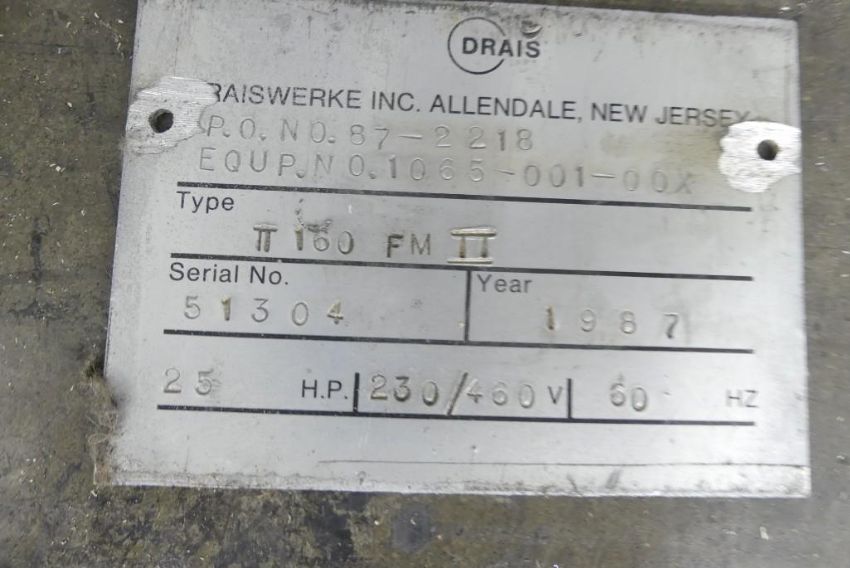 DRAIS
RAISWERKE INC. ALLENDALE, NEW JERSEY
P.O. NO. 87-2218
EQUP. NO. 1065-001-00X
Type
π 160 FM II
Serial No. Year
51304 1987
25 H.P. 230/460 V 60 HZ